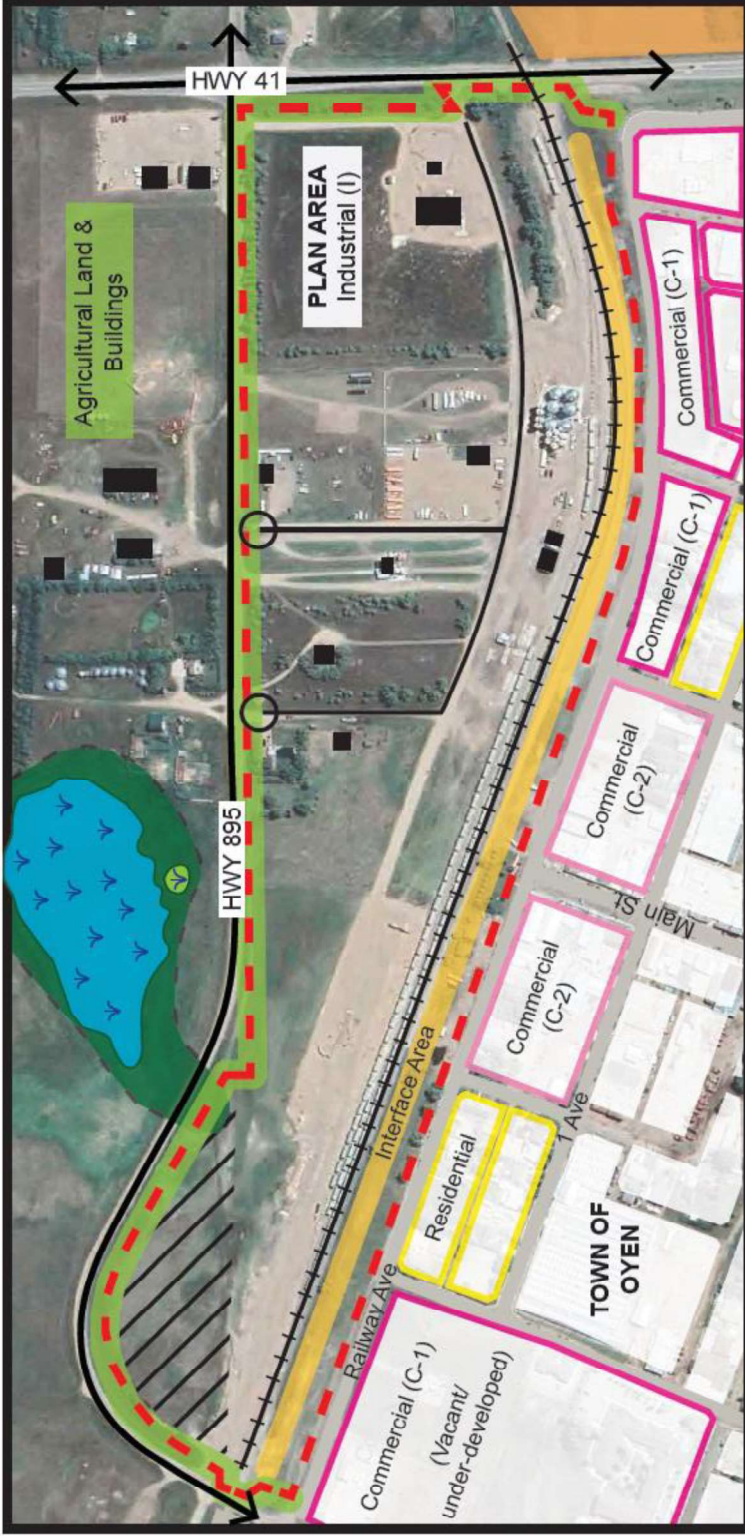 HWY 41
Agricultural Land &
Buildings
PLAN AREA
Industrial (I)
Commercial (C-1)
Commercial (C-1)
HWY 895
Commercial
(C-2)
Main St
Commercial
(C-2)
Interface Area
1 Ave
Residential
Railway Ave
TOWN OF
OYEN
Commercial (C-1)
(Vacant/
under-developed)